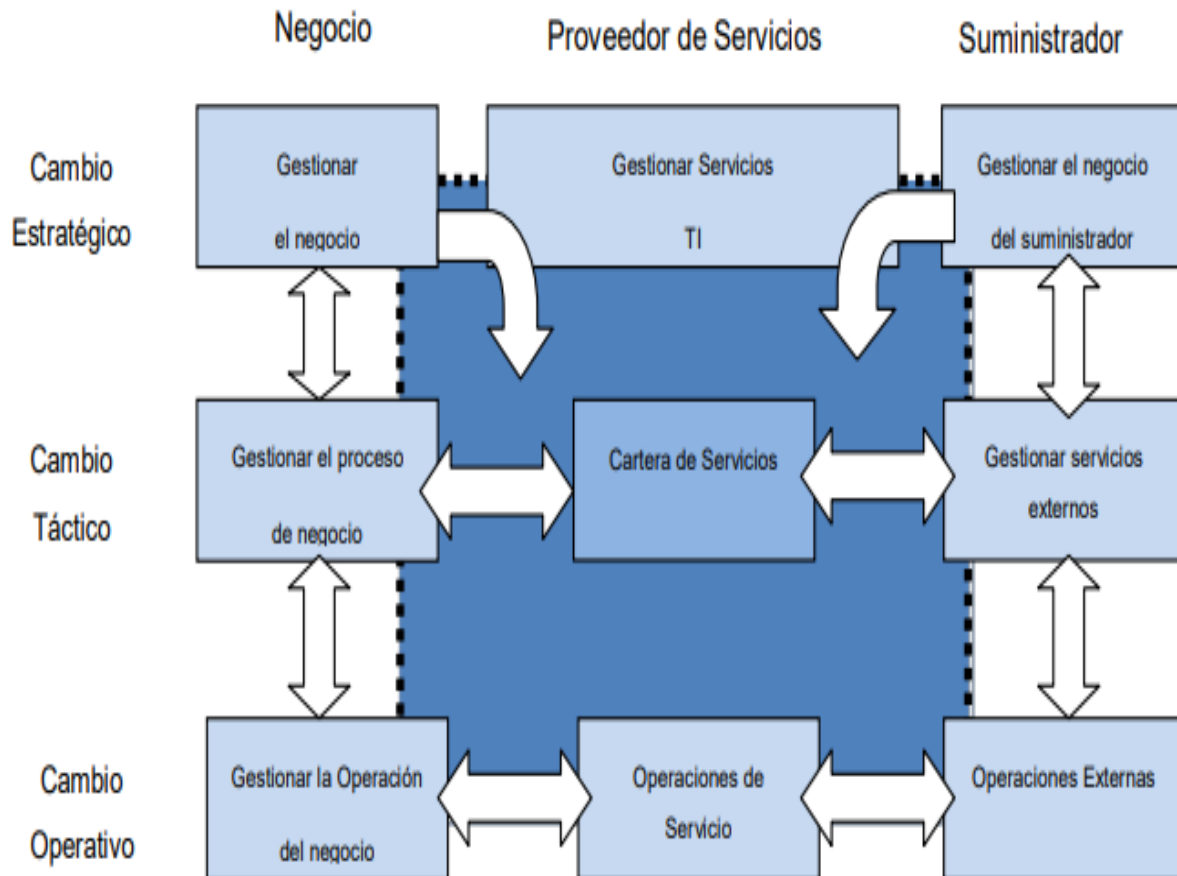 Negocio
Proveedor de Servicios
Suministrador
Cambio
Estratégico
Gestionar
el negocio
Gestionar Servicios
TI
Gestionar el negocio
del suministrador
Cambio
Táctico
Gestionar el proceso
de negocio
Cartera de Servicios
Gestionar servicios
externos
Cambio
Operativo
Gestionar la Operación
del negocio
Operaciones de
Servicio
Operaciones Externas